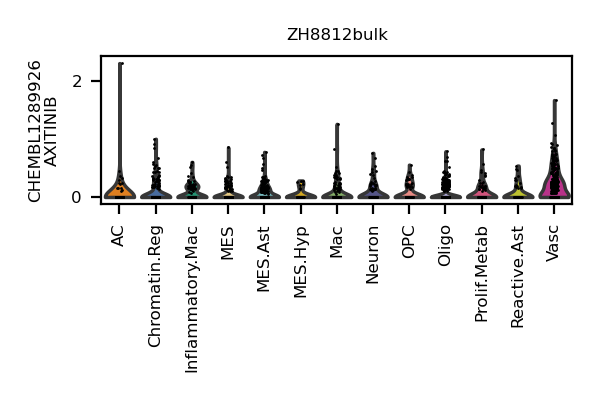 ZH8812bulk
CHEMBL1289926
AXITINIB
2
0
AC
Chromatin.Reg
Inflammatory.Mac
MES
MES.Ast
MES.Hyp
Mac
Neuron
OPC
Oligo
Prolif.Metab
Reactive.Ast
Vasc